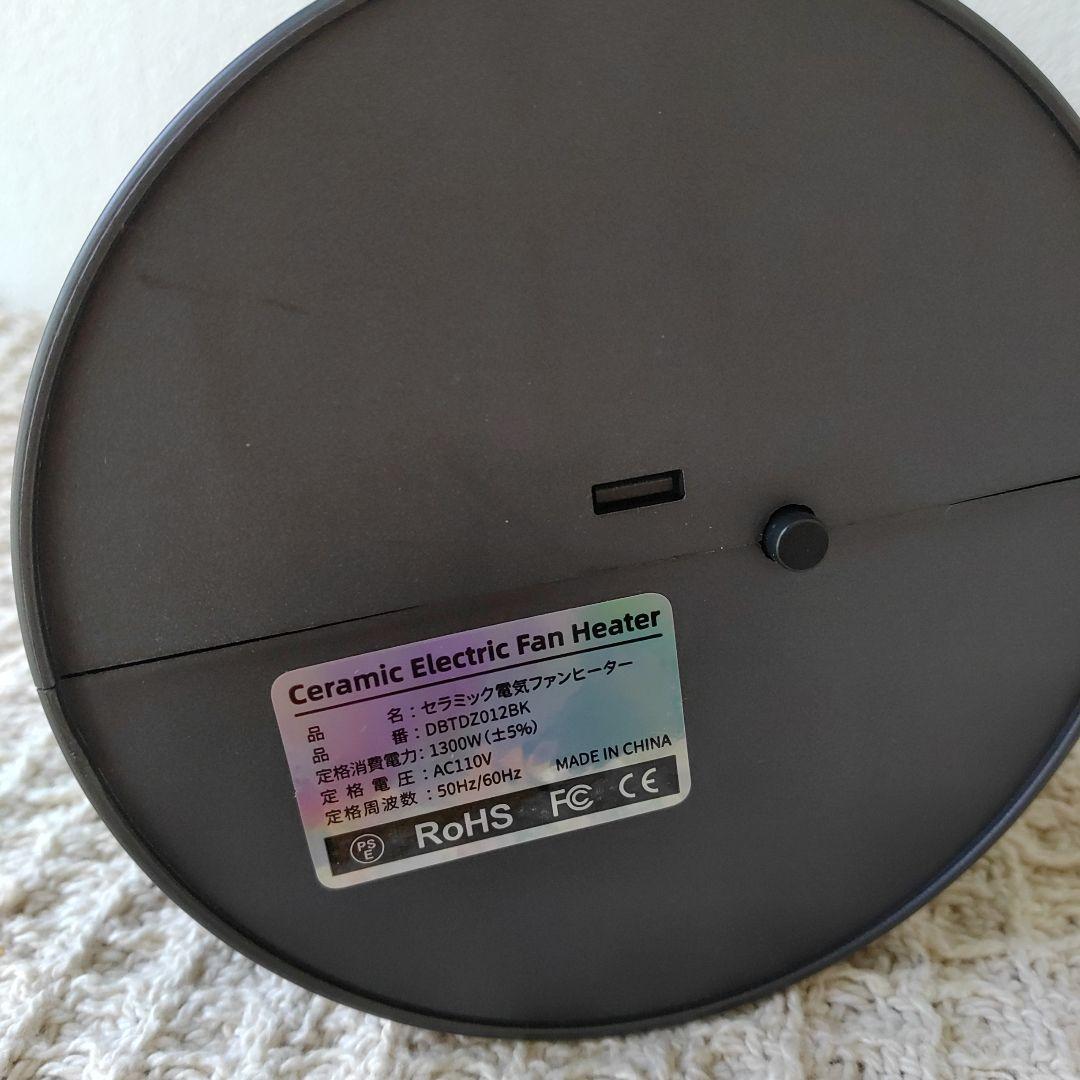 Ceramic Electric Fan Heater
品 名：セラミック電気ファンヒーター
品 番：DBTDZ012BK
定格消費電力：1300W（±5%）
定格電圧：AC110V
定格周波数：50Hz/60Hz
MADE IN CHINA
PSE RoHS FC CE